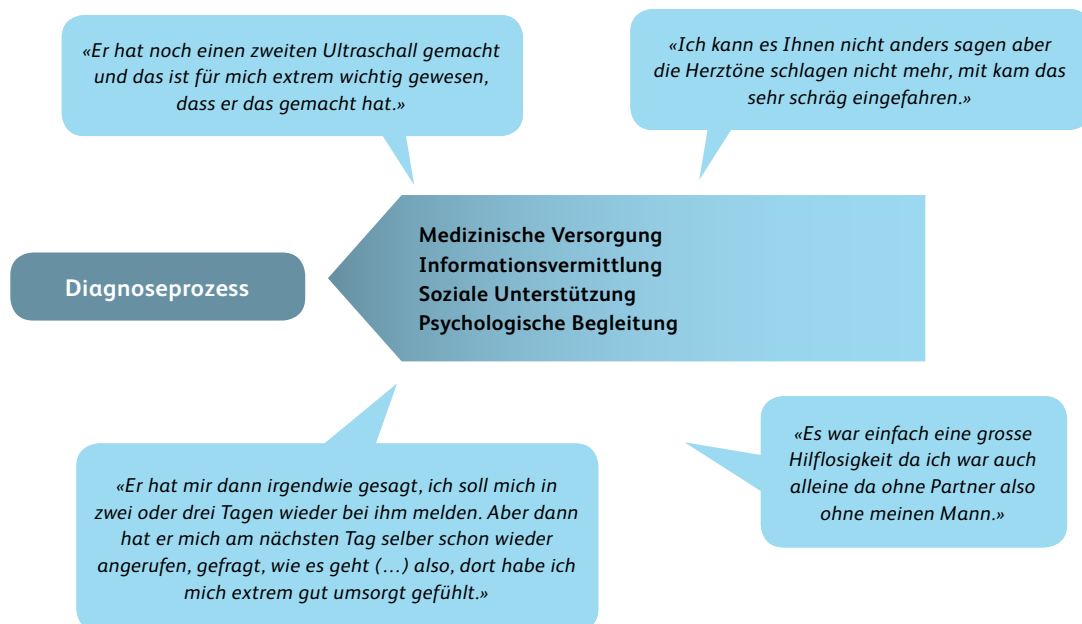 «Er hat noch einen zweiten Ultraschall gemacht
und das ist für mich extrem wichtig gewesen,
dass er das gemacht hat.»
«Ich kann es Ihnen nicht anders sagen aber
die Herztöne schlagen nicht mehr, mit kam das
sehr schräg eingefahren.»
Diagnoseprozess
Medizinische Versorgung
Informationsvermittlung
Soziale Unterstützung
Psychologische Begleitung
«Er hat mir dann irgendwie gesagt, ich soll mich in
zwei oder drei Tagen wieder bei ihm melden. Aber dann
hat er mich am nächsten Tag selber schon wieder
angerufen, gefragt, wie es geht (…) also, dort habe ich
mich extrem gut umsorgt gefühlt.»
«Es war einfach eine grosse
Hilflosigkeit da ich war auch
alleine da ohne Partner also
ohne meinen Mann.»